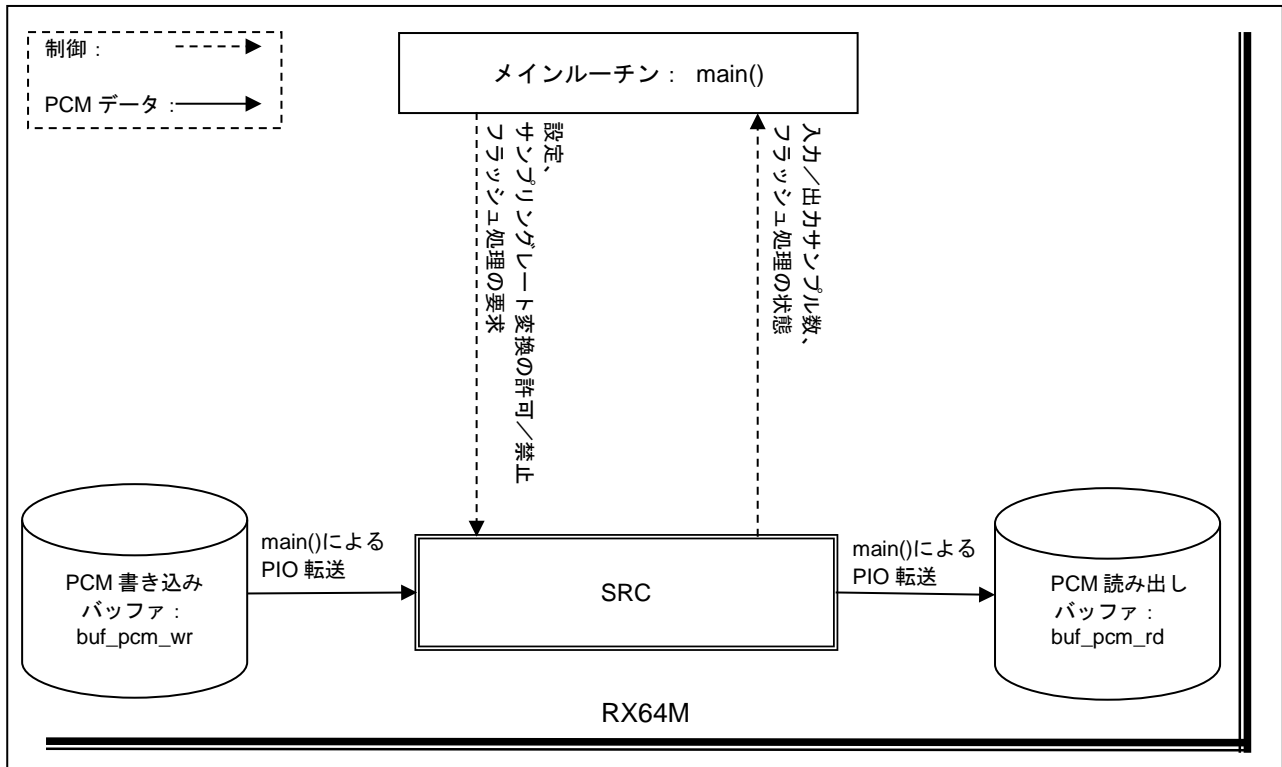 制御：
PCM データ：
メインルーチン： main()
設定、
サンプリングレート変換の許可／禁止
フラッシュ処理の要求
入力／出力サンプル数、
フラッシュ処理の状態
PCM 書き込み
バッファ：
buf_pcm_wr
main()による
PIO 転送
SRC
main()による
PIO 転送
PCM 読み出し
バッファ：
buf_pcm_rd
RX64M